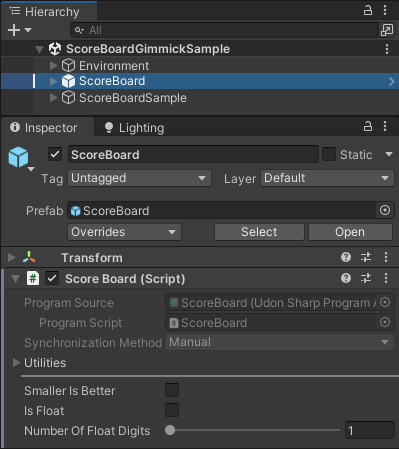 Hierarchy
All
ScoreBoardGimmickSample
Environment
ScoreBoard
ScoreBoardSample
Inspector Lighting
ScoreBoard Static
Tag Untagged Layer Default
Prefab ScoreBoard
Overrides Select Open
Transform
# Score Board (Script)
Program Source ScoreBoard (Udon Sharp Program A
Program Script ScoreBoard
Synchronization Method Manual
Utilities
Smaller Is Better
Is Float
Number Of Float Digits 1